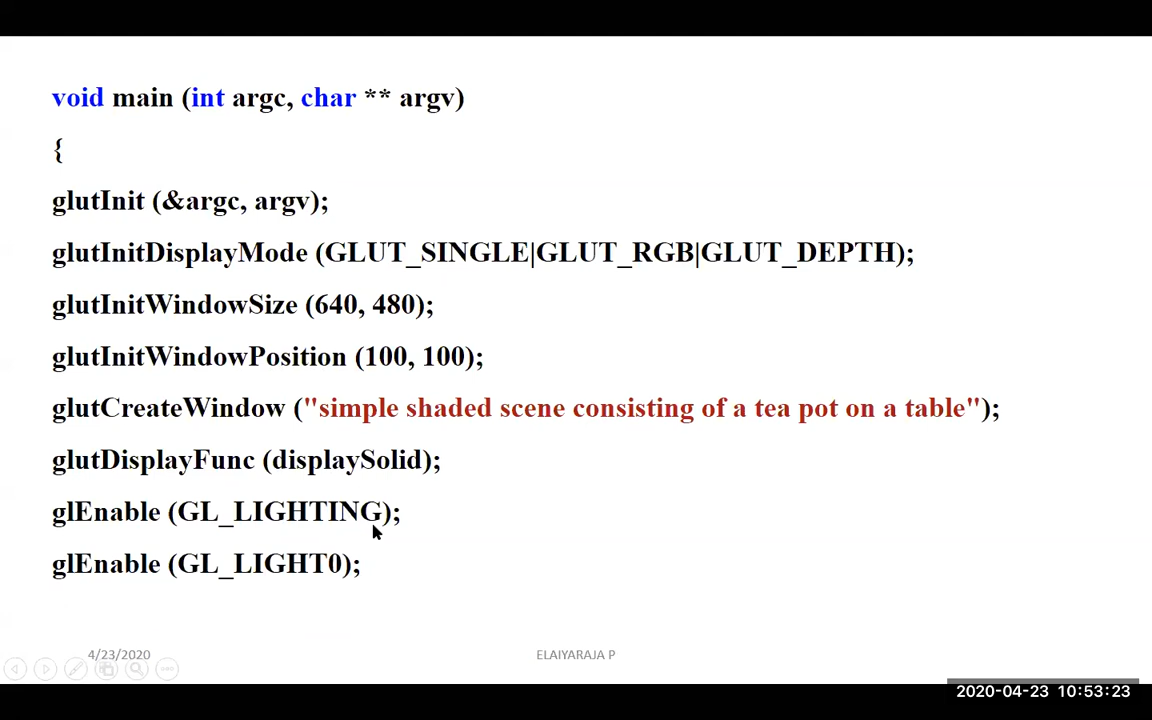 void main (int argc, char ** argv)
{
glutInit (&argc, argv);
glutInitDisplayMode (GLUT_SINGLE|GLUT_RGB|GLUT_DEPTH);
glutInitWindowSize (640, 480);
glutInitWindowPosition (100, 100);
glutCreateWindow ("simple shaded scene consisting of a tea pot on a table");
glutDisplayFunc (displaySolid);
glEnable (GL_LIGHTING);
glEnable (GL_LIGHT0);
4/23/2020 ELAIYARAJA P
2020-04-23 10:53:23